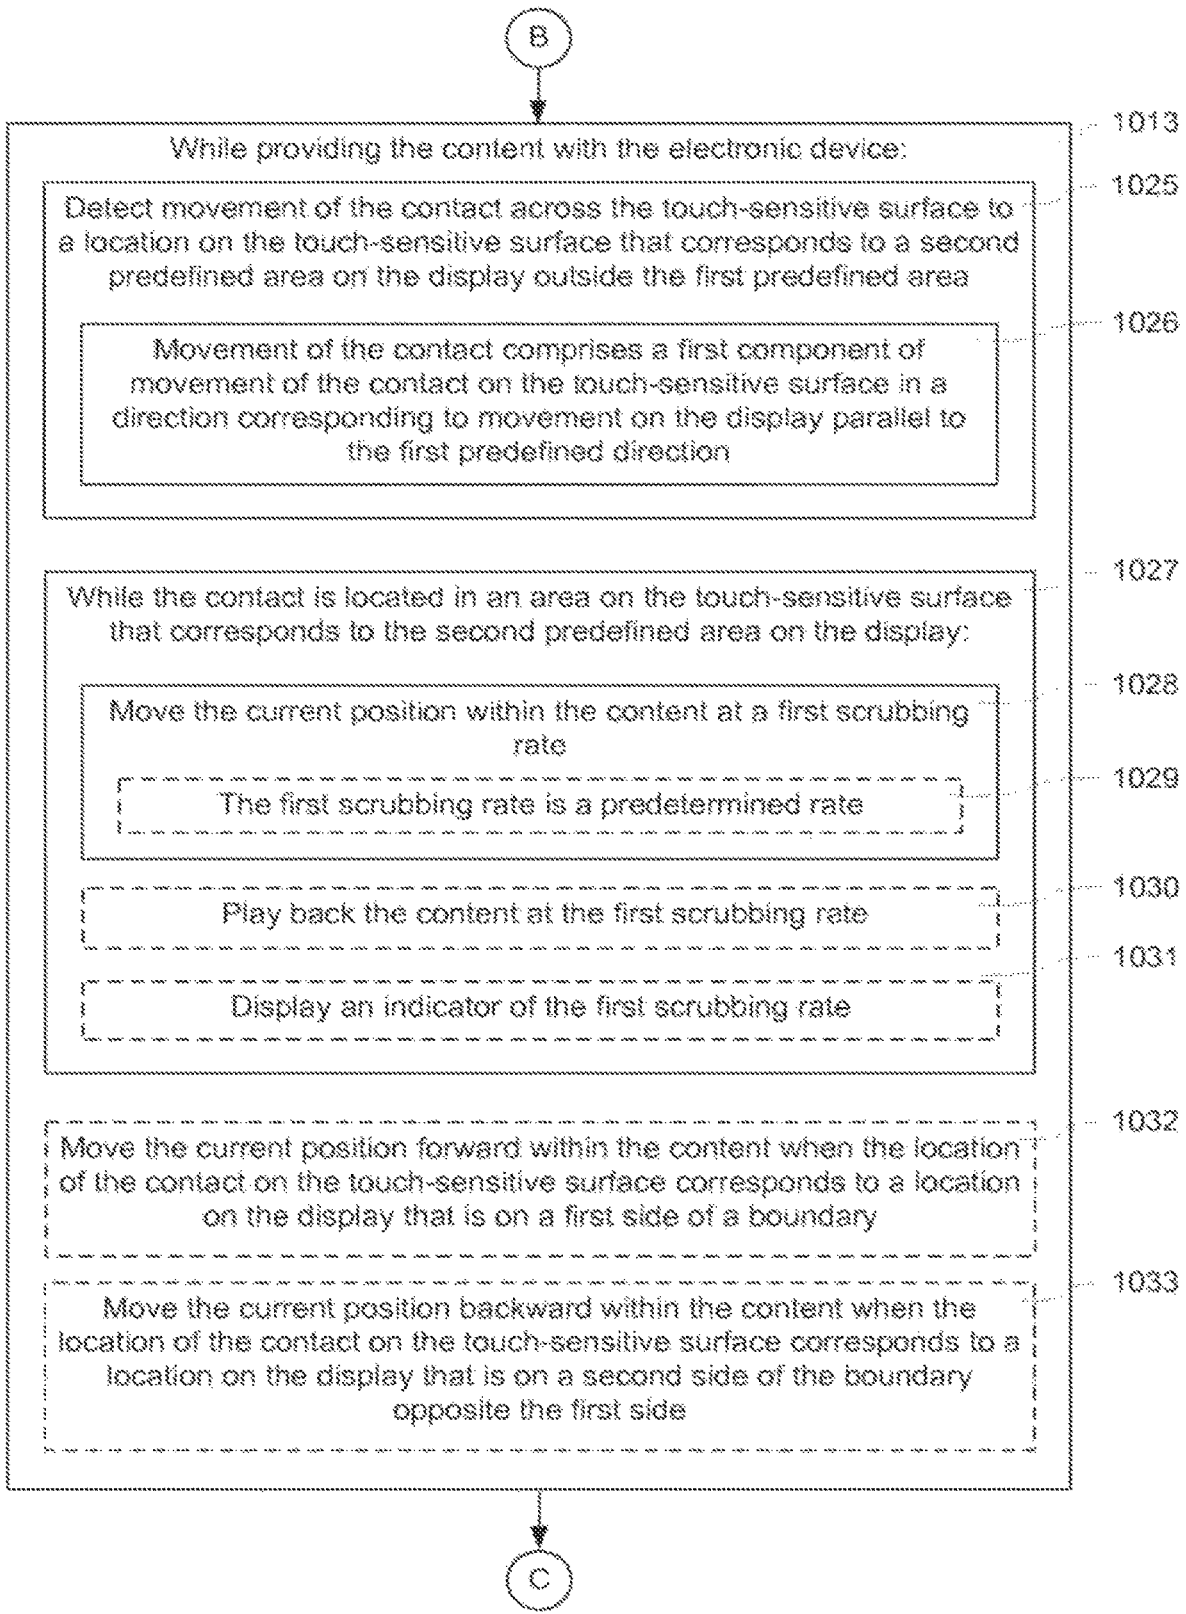 B
1013
While providing the content with the electronic device:
1025
Detect movement of the contact across the touch-sensitive surface to
a location on the touch-sensitive surface that corresponds to a second
predefined area on the display outside the first predefined area
1026
Movement of the contact comprises a first component of
movement of the contact on the touch-sensitive surface in a
direction corresponding to movement on the display parallel to
the first predefined direction
1027
While the contact is located in an area on the touch-sensitive surface
that corresponds to the second predefined area on the display:
1028
Move the current position within the content at a first scrubbing
rate
1029
The first scrubbing rate is a predetermined rate
1030
Play back the content at the first scrubbing rate
1031
Display an indicator of the first scrubbing rate
1032
Move the current position forward within the content when the location
of the contact on the touch-sensitive surface corresponds to a location
on the display that is on a first side of a boundary
1033
Move the current position backward within the content when the
location of the contact on the touch-sensitive surface corresponds to a
location on the display that is on a second side of the boundary
opposite the first side
C